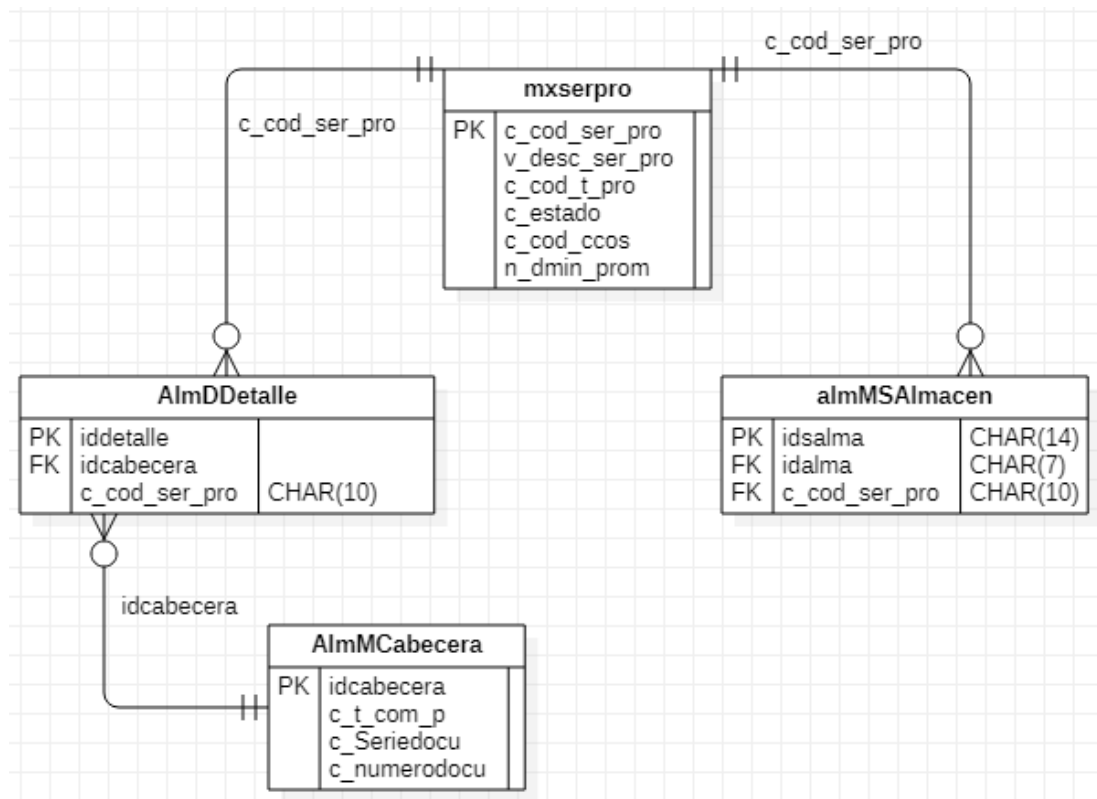 c_cod_ser_pro
c_cod_ser_pro
mxserpro
PK c_cod_ser_pro
v_desc_ser_pro
c_cod_t_pro
c_estado
c_cod_ccos
n_dmin_prom
AlmDDetalle
PK iddetalle
FK idcabecera
c_cod_ser_pro CHAR(10)
almMSAlmacen
PK idsalma CHAR(14)
FK idalma CHAR(7)
FK c_cod_ser_pro CHAR(10)
idcabecera
AlmMCabecera
PK idcabecera
c_t_com_p
c_Seriedocu
c_numerodocu